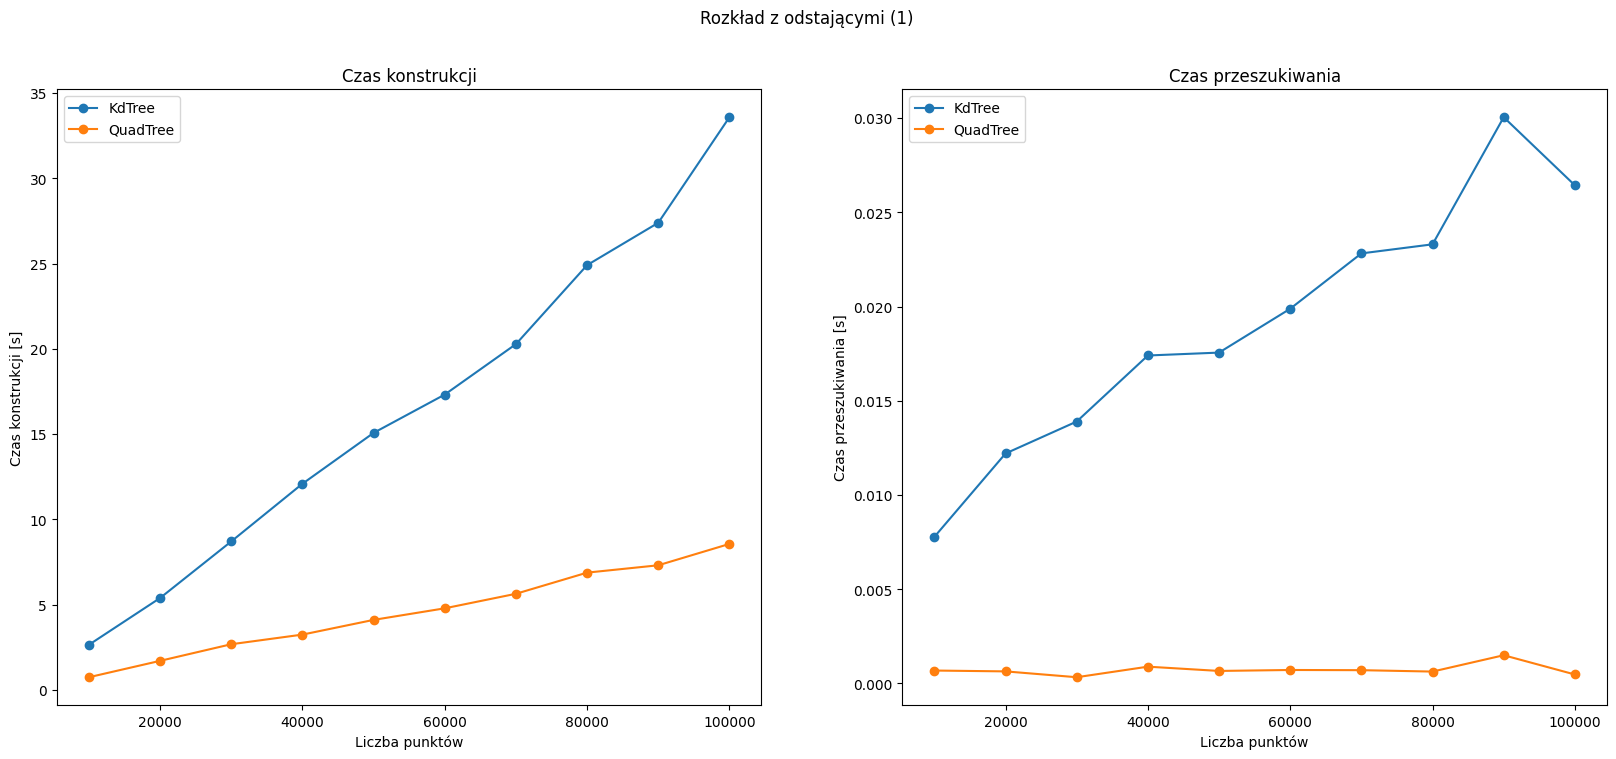 Rozkład z odstającymi (1)
Czas konstrukcji
KdTree
QuadTree
35
30
25
20
15
10
5
0
Czas konstrukcji [s]
20000 40000 60000 80000 100000
Liczba punktów
Czas przeszukiwania
KdTree
QuadTree
0.030
0.025
0.020
0.015
0.010
0.005
0.000
Czas przeszukiwania [s]
20000 40000 60000 80000 100000
Liczba punktów